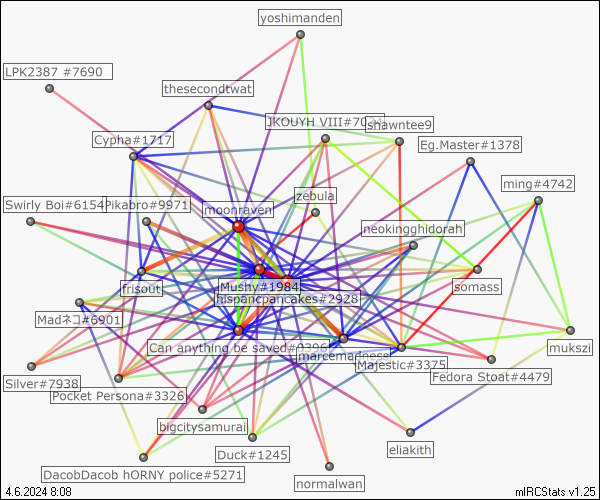 yoshimanden
LPK2387 #7690
thesecondtwat
JKOUYH VIII#70
shawntee9
Cypha#1717
Eg.Master#1378
ming#4742
zebula
Swirly Boi#6154
Pikabro#9971
moonraven
neokingghidorah
frisout
Mushy#1984
somass
hispancpancakes#2928
Madネコ#6901
Can anything be saved#0396
marcemadness
mukszi
Majestic#3375
Silver#7938
Fedora Stoat#4479
Pocket Persona#3326
bigcitysamurai
eliakith
Duck#1245
DacobDacob hORNY police#5271
normalwan
4.6.2024 8:08
mIRCStats v1.25